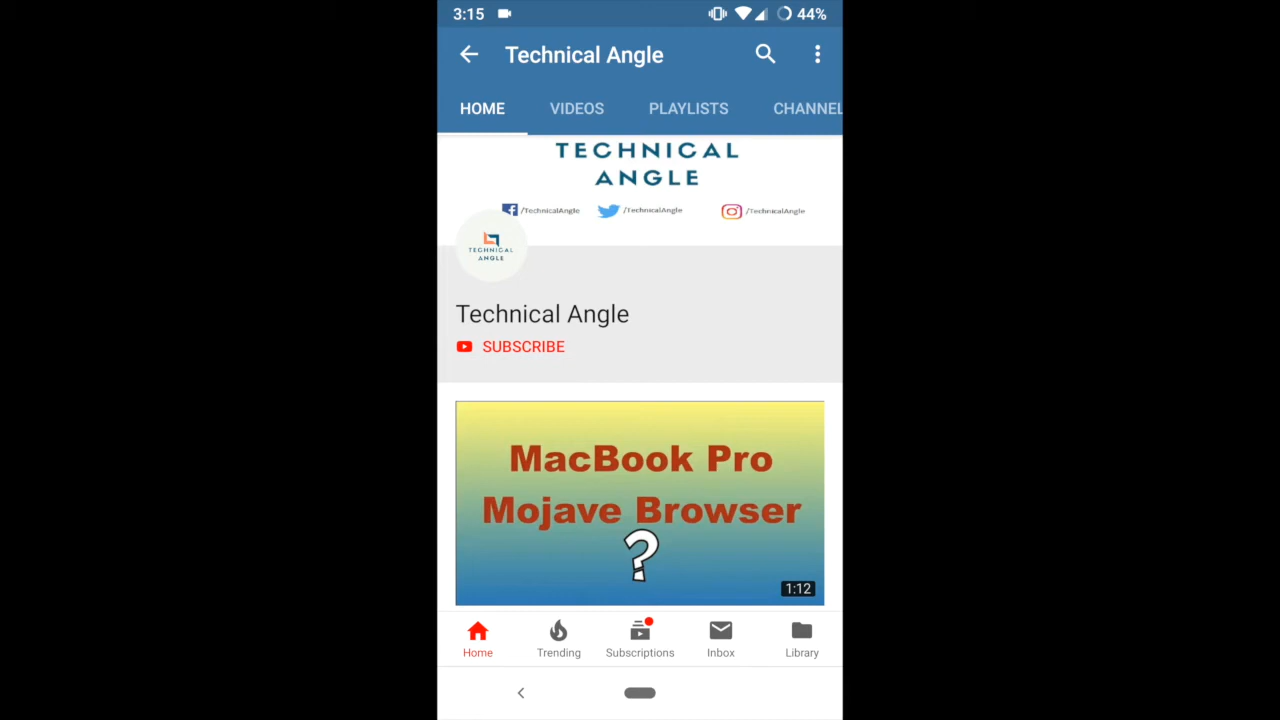 3:15 44%
Technical Angle
HOME VIDEOS PLAYLISTS CHANNEL
TECHNICAL
ANGLE
/TechnicalAngle /TechnicalAngle /TechnicalAngle
TECHNICAL
ANGLE
Technical Angle
SUBSCRIBE
MacBook Pro
Mojave Browser
?
1:12
Home Trending Subscriptions Inbox Library